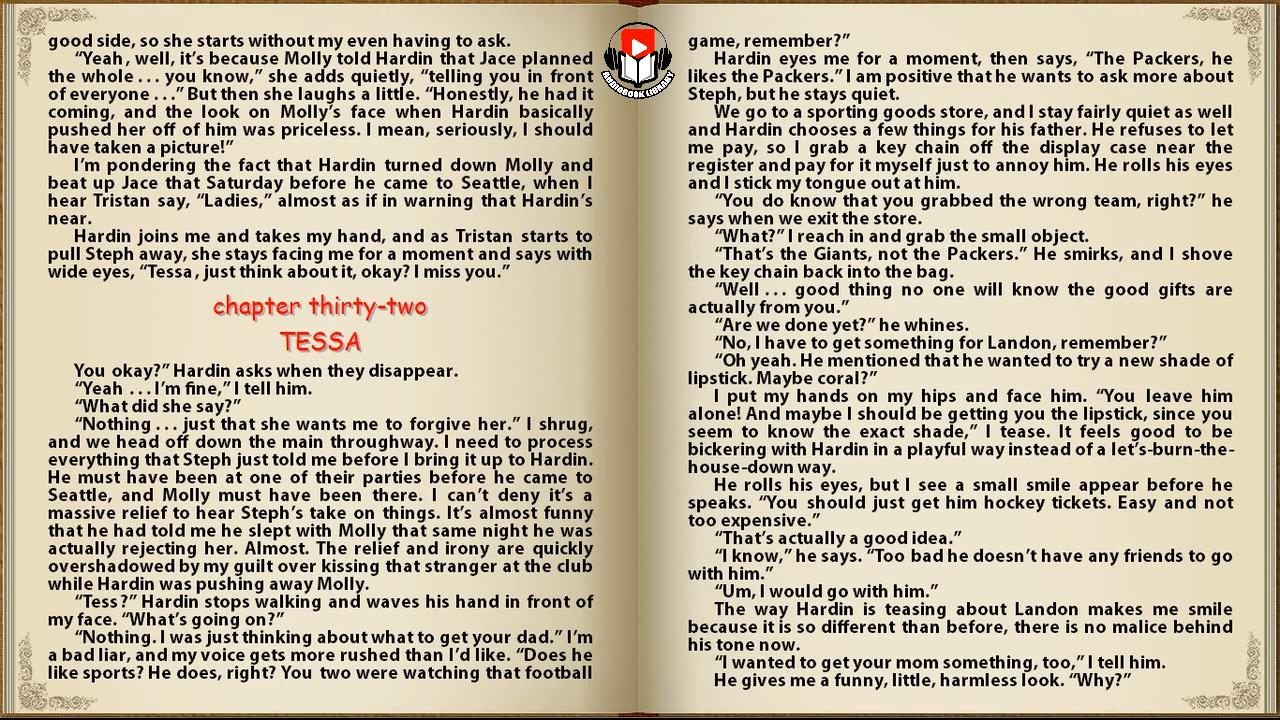 good side, so she starts without my even having to ask.
“Yeah, well, it’s because Molly told Hardin that Jace planned
the whole . . . you know,” she adds quietly, “telling you in front
of everyone . . .” But then she laughs a little. “Honestly, he had it
coming, and the look on Molly’s face when Hardin basically
pushed her off of him was priceless. I mean, seriously, I should
have taken a picture!”
I’m pondering the fact that Hardin turned down Molly and
beat up Jace that Saturday before he came to Seattle, when I
hear Tristan say, “Ladies,” almost as if in warning that Hardin’s
near.
Hardin joins me and takes my hand, and as Tristan starts to
pull Steph away, she stays facing me for a moment and says with
wide eyes, “Tessa, just think about it, okay? I miss you.”
chapter thirty-two
TESSA
You okay?” Hardin asks when they disappear.
“Yeah . . . I’m fine,” I tell him.
“What did she say?”
“Nothing . . . just that she wants me to forgive her.” I shrug,
and we head off down the main throughway. I need to process
everything that Steph just told me before I bring it up to Hardin.
He must have been at one of their parties before he came to
Seattle, and Molly must have been there. I can’t deny it’s a
massive relief to hear Steph’s take on things. It’s almost funny
that he had told me he slept with Molly that same night he was
actually rejecting her. Almost. The relief and irony are quickly
overshadowed by my guilt over kissing that stranger at the club
while Hardin was pushing away Molly.
“Tess?” Hardin stops walking and waves his hand in front of
my face. “What’s going on?”
“Nothing. I was just thinking about what to get your dad.” I’m
a bad liar, and my voice gets more rushed than I’d like. “Does he
like sports? He does, right? You two were watching that football
AUDIOBOOK LIBRARY
game, remember?”
Hardin eyes me for a moment, then says, “The Packers, he
likes the Packers.” I am positive that he wants to ask more about
Steph, but he stays quiet.
We go to a sporting goods store, and I stay fairly quiet as well
and Hardin chooses a few things for his father. He refuses to let
me pay, so I grab a key chain off the display case near the
register and pay for it myself just to annoy him. He rolls his eyes
and I stick my tongue out at him.
“You do know that you grabbed the wrong team, right?” he
says when we exit the store.
“What?” I reach in and grab the small object.
“That’s the Giants, not the Packers.” He smirks, and I shove
the key chain back into the bag.
“Well . . . good thing no one will know the good gifts are
actually from you.”
“Are we done yet?” he whines.
“No, I have to get something for Landon, remember?”
“Oh yeah. He mentioned that he wanted to try a new shade of
lipstick. Maybe coral?”
I put my hands on my hips and face him. “You leave him
alone! And maybe I should be getting you the lipstick, since you
seem to know the exact shade,” I tease. It feels good to be
bickering with Hardin in a playful way instead of a let’s-burn-the-
house-down way.
He rolls his eyes, but I see a small smile appear before he
speaks. “You should just get him hockey tickets. Easy and not
too expensive.”
“That’s actually a good idea.”
“I know,” he says. “Too bad he doesn’t have any friends to go
with him.”
“Um, I would go with him.”
The way Hardin is teasing about Landon makes me smile
because it is so different than before, there is no malice behind
his tone now.
“I wanted to get your mom something, too,” I tell him.
He gives me a funny, little, harmless look. “Why?”